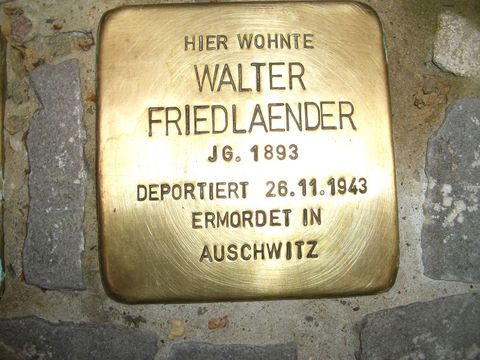 HIER WOHNTE
WALTER
FRIEDLAENDER
JG. 1893
DEPORTIERT 26.11.1943
ERMORDET IN
AUSCHWITZ